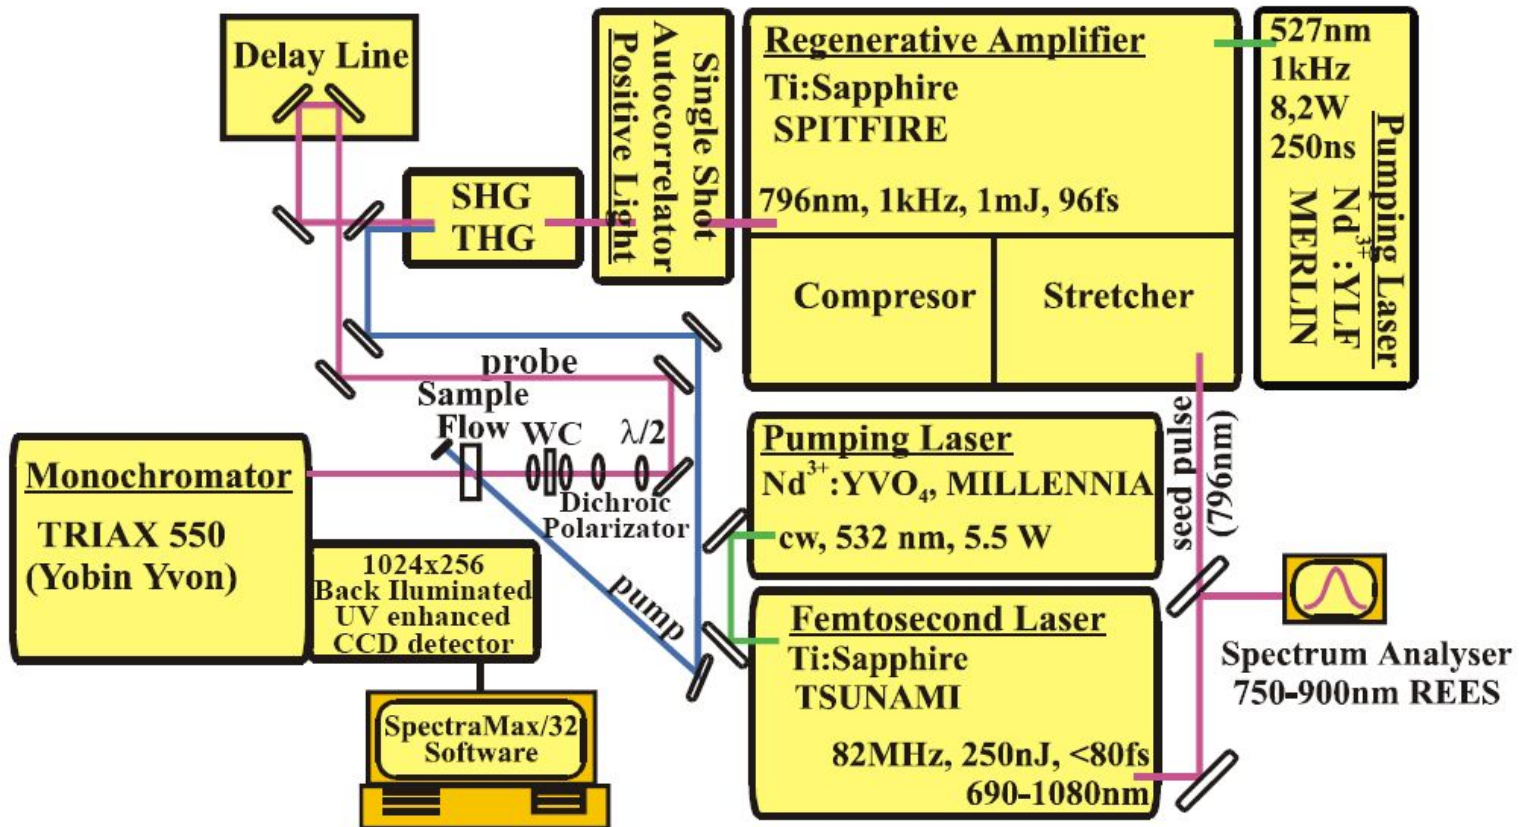 Delay Line
SHG
THG
Single Shot
Autocorrelator
Positive Light
Regenerative Amplifier
Ti:Sapphire
SPITFIRE
796nm, 1kHz, 1mJ, 96fs
Compresor
Stretcher
527nm
1kHz
8,2W
250ns
Pumping Laser
Nd³⁺:YLF
MERLIN
probe
Sample
Flow
WC
λ/2
Dichroic
Polarizator
pump
Monochromator
TRIAX 550
(Yobin Yvon)
1024x256
Back Iluminated
UV enhanced
CCD detector
SpectraMax/32
Software
Pumping Laser
Nd³⁺:YVO₄, MILLENNIA
cw, 532 nm, 5.5 W
Femtosecond Laser
Ti:Sapphire
TSUNAMI
82MHz, 250nJ, <80fs
690-1080nm
seed pulse
(796nm)
Spectrum Analyser
750-900nm REES